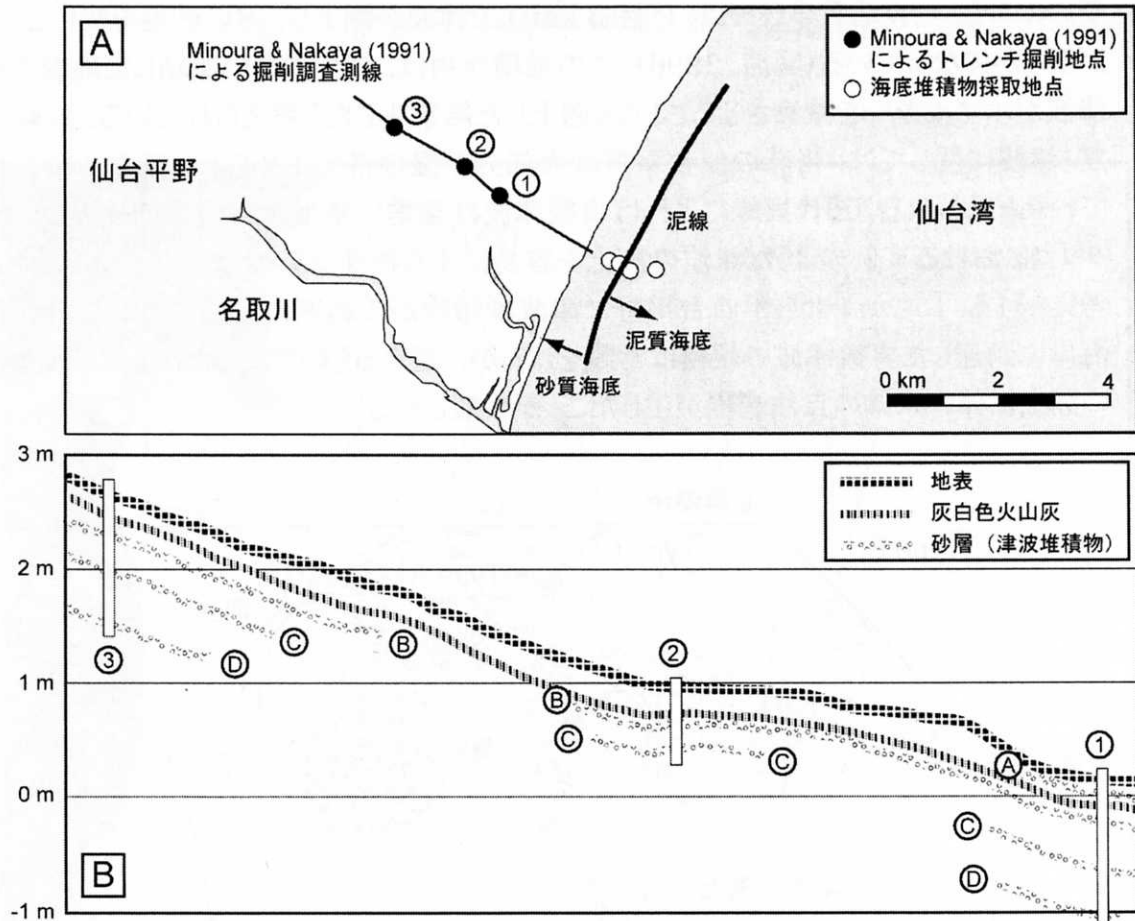 A
Minoura & Nakaya (1991)
による掘削調査測線
● Minoura & Nakaya (1991)
によるトレンチ掘削地点
○ 海底堆積物採取地点
③
②
①
仙台平野
仙台湾
泥線
名取川
泥質海底
砂質海底
0 km 2 4
3 m
2 m
1 m
0 m
-1 m
地表
灰白色火山灰
砂層(津波堆積物)
③
D
C
B
B
C
②
C
A
①
C
D
B